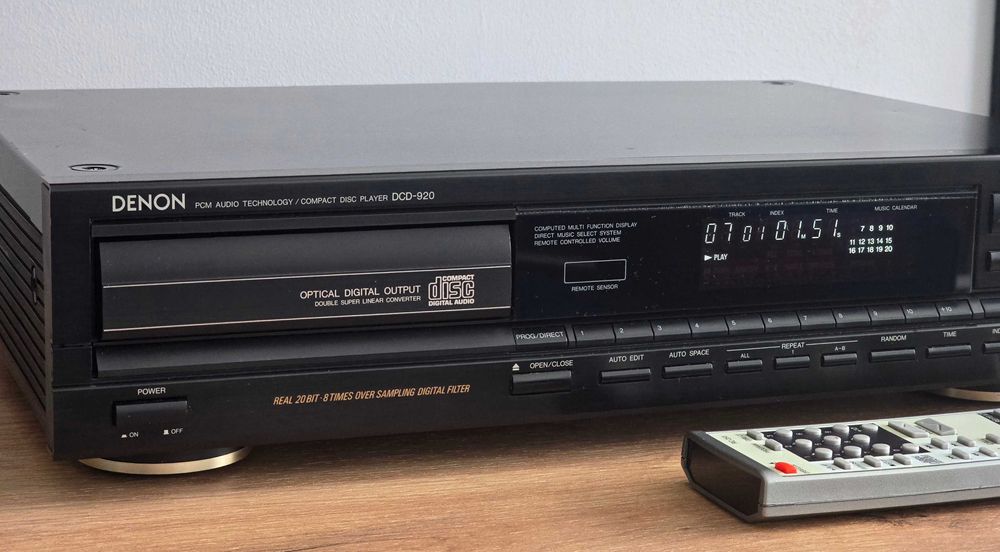 DENON PCM AUDIO TECHNOLOGY / COMPACT DISC PLAYER DCD-920
OPTICAL DIGITAL OUTPUT
DOUBLE SUPER LINEAR CONVERTER
COMPACT
disc
DIGITAL AUDIO
COMPUTED MULTI FUNCTION DISPLAY
DIRECT MUSIC SELECT SYSTEM
REMOTE CONTROLLED VOLUME
REMOTE SENSOR
TRACK INDEX TIME MUSIC CALENDAR
07 01 01M51S
7 8 9 10
PLAY
11 12 13 14 15
16 17 18 19 20
PROG/DIRECT 1 2 3 4 5 6 7 8 9 10 +10
OPEN/CLOSE AUTO EDIT AUTO SPACE REPEAT ALL 1 A-B RANDOM TIME
POWER
ON OFF
REAL 20BIT·8 TIMES OVER SAMPLING DIGITAL FILTER